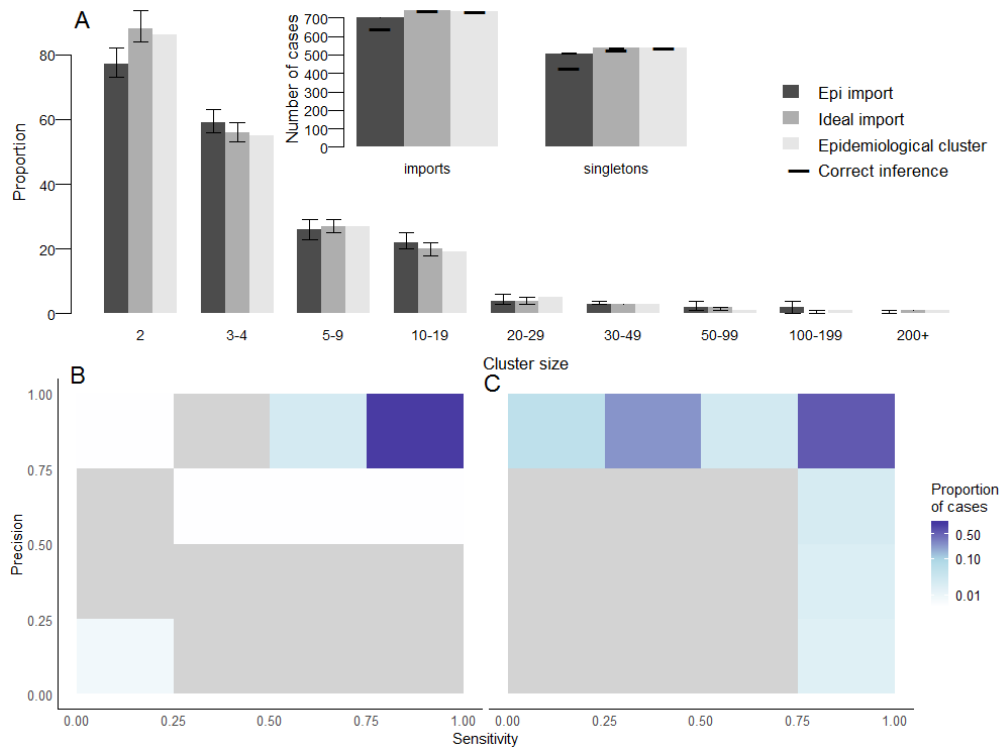 A
Proportion
0
20
40
60
80
2
3-4
5-9
10-19
20-29
30-49
50-99
100-199
200+
Cluster size
Number of cases
700
600
500
400
300
200
100
0
imports
singletons
Epi import
Ideal import
Epidemiological cluster
Correct inference
B
Precision
1.00
0.75
0.50
0.25
0.00
0.00
0.25
0.50
0.75
1.00
Sensitivity
C
0.00
0.25
0.50
0.75
1.00
Proportion
of cases
0.50
0.10
0.01